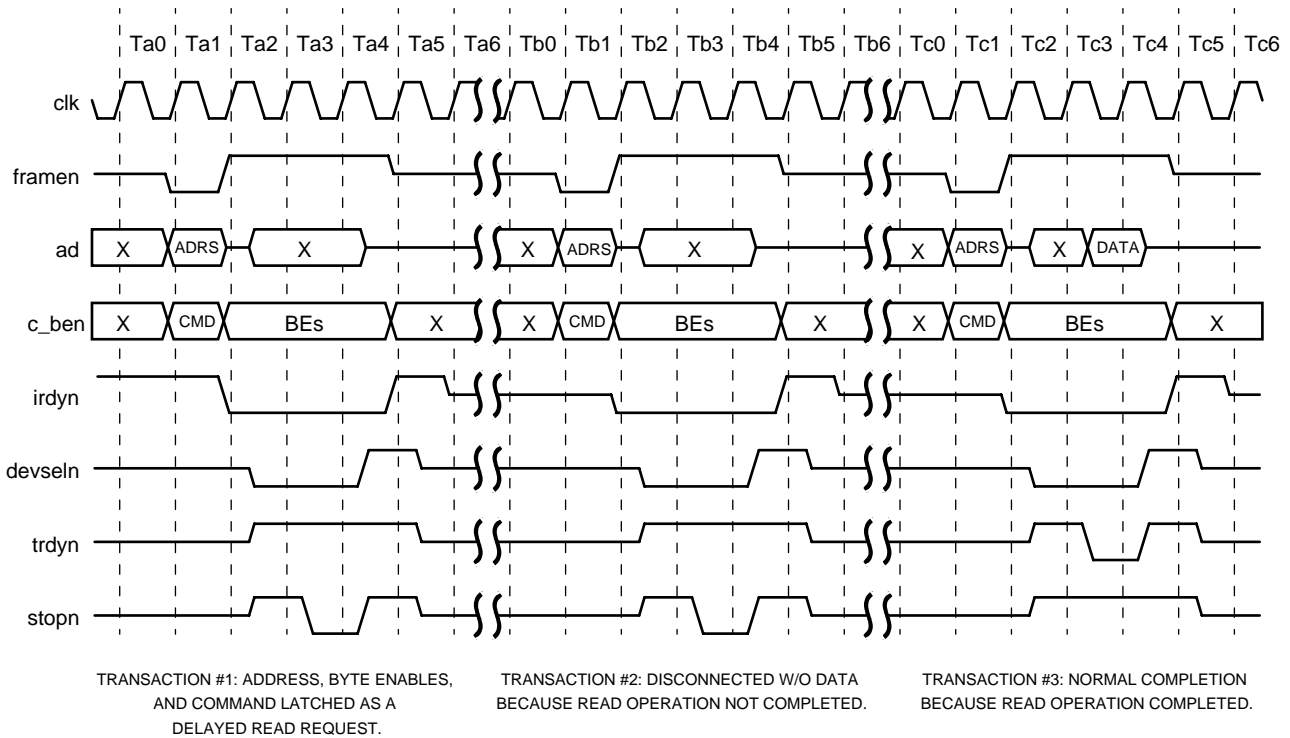 Ta0 Ta1 Ta2 Ta3 Ta4 Ta5 Ta6 Tb0 Tb1 Tb2 Tb3 Tb4 Tb5 Tb6 Tc0 Tc1 Tc2 Tc3 Tc4 Tc5 Tc6
clk
framen
ad X ADRS X X ADRS X X ADRS X DATA
c_ben X CMD BEs X X CMD BEs X X CMD BEs X
irdyn
devseln
trdyn
stopn
TRANSACTION #1: ADDRESS, BYTE ENABLES,
AND COMMAND LATCHED AS A
DELAYED READ REQUEST.
TRANSACTION #2: DISCONNECTED W/O DATA
BECAUSE READ OPERATION NOT COMPLETED.
TRANSACTION #3: NORMAL COMPLETION
BECAUSE READ OPERATION COMPLETED.